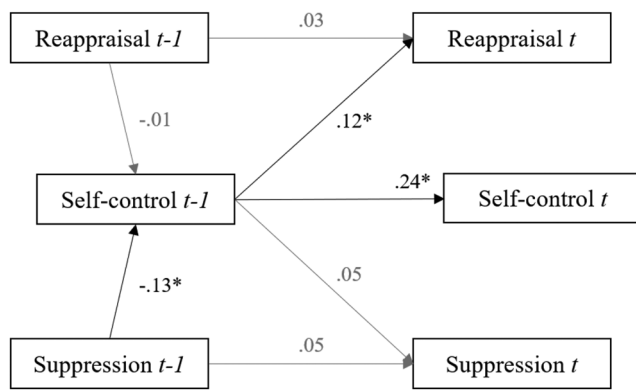 Reappraisal t-1
.03
Reappraisal t
-.01
.12*
Self-control t-1
.24*
Self-control t
-.13*
.05
Suppression t-1
.05
Suppression t